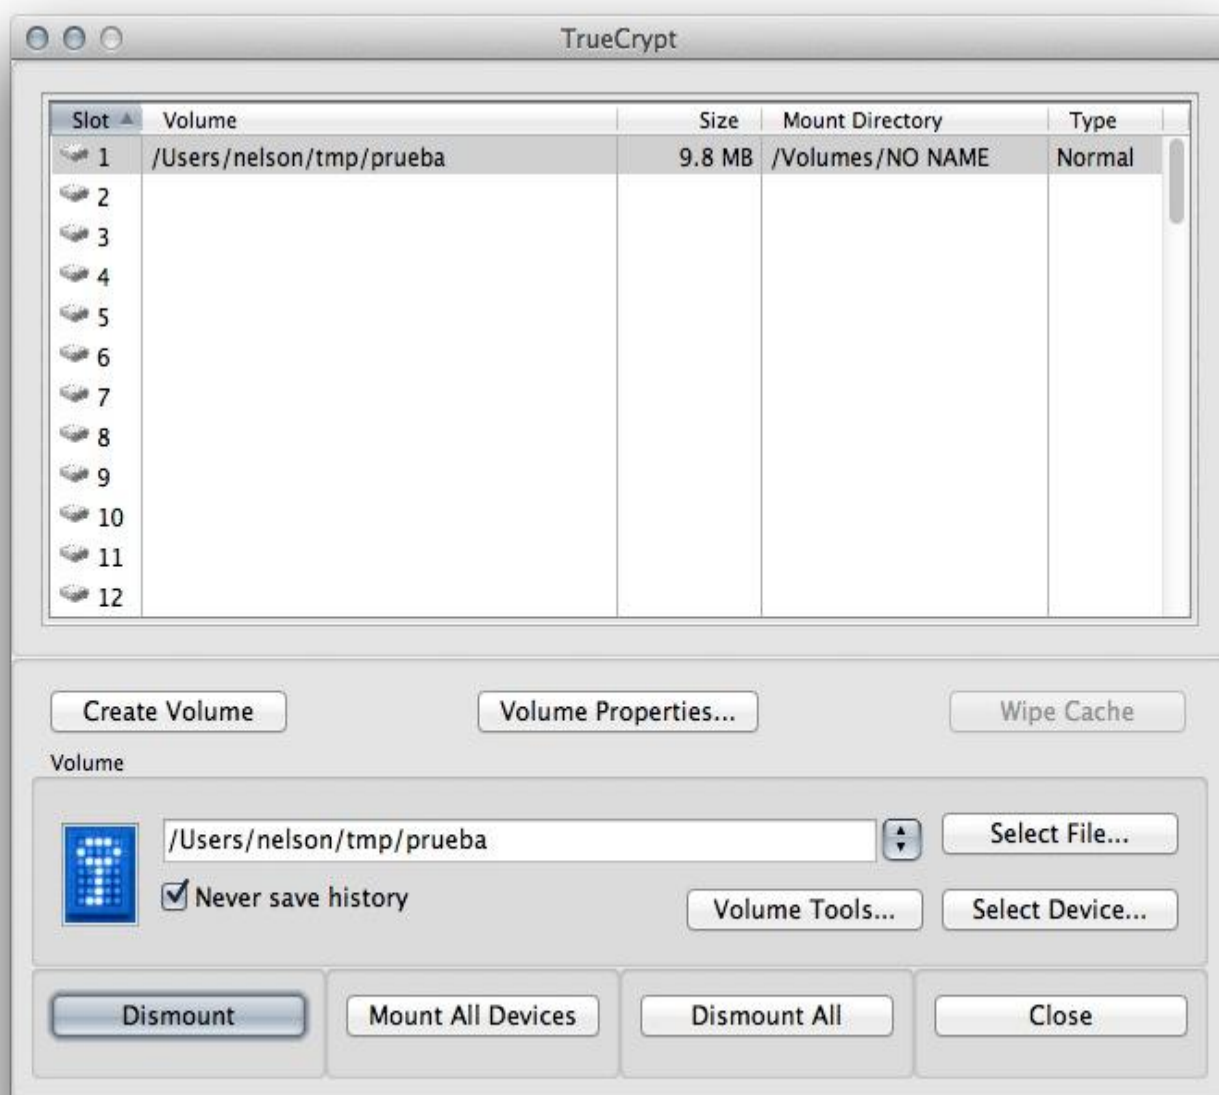 TrueCrypt
Slot Volume Size Mount Directory Type
1 /Users/nelson/tmp/prueba 9.8 MB /Volumes/NO NAME Normal
2
3
4
5
6
7
8
9
10
11
12
Create Volume Volume Properties... Wipe Cache
Volume
/Users/nelson/tmp/prueba Select File...
Never save history Volume Tools... Select Device...
Dismount Mount All Devices Dismount All Close